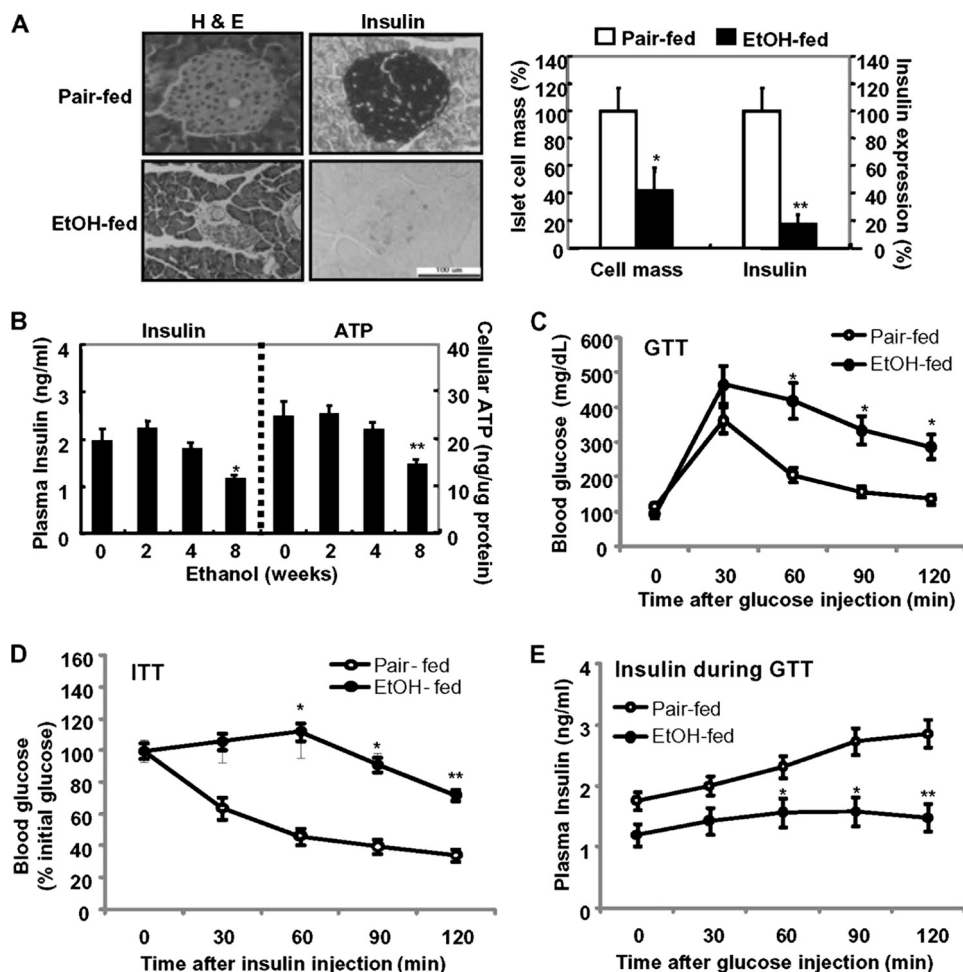 A
H & E
Insulin
Pair-fed
EtOH-fed
100 um
Pair-fed
EtOH-fed
Islet cell mass (%)
140
120
100
80
60
40
20
0
*
**
140
120
100
80
60
40
20
0
Insulin expression (%)
Cell mass
Insulin
B
Insulin
ATP
Plasma Insulin (ng/ml)
4
3
2
1
0
*
**
40
30
20
10
0
Cellular ATP
(ng/ug protein)
0 2 4 8 0 2 4 8
Ethanol (weeks)
C
GTT
Pair-fed
EtOH-fed
Blood glucose (mg/dL)
600
500
400
300
200
100
00
* * *
0 30 60 90 120
Time after glucose injection (min)
D
ITT
Pair- fed
EtOH- fed
Blood glucose
(% initial glucose)
160
140
120
100
80
60
40
20
0
* * **
0 30 60 90 120
Time after insulin injection (min)
E
Insulin during GTT
Pair-fed
EtOH-fed
Plasma Insulin (ng/ml)
4
3
2
1
0
* * **
0 30 60 90 120
Time after glucose injection (min)